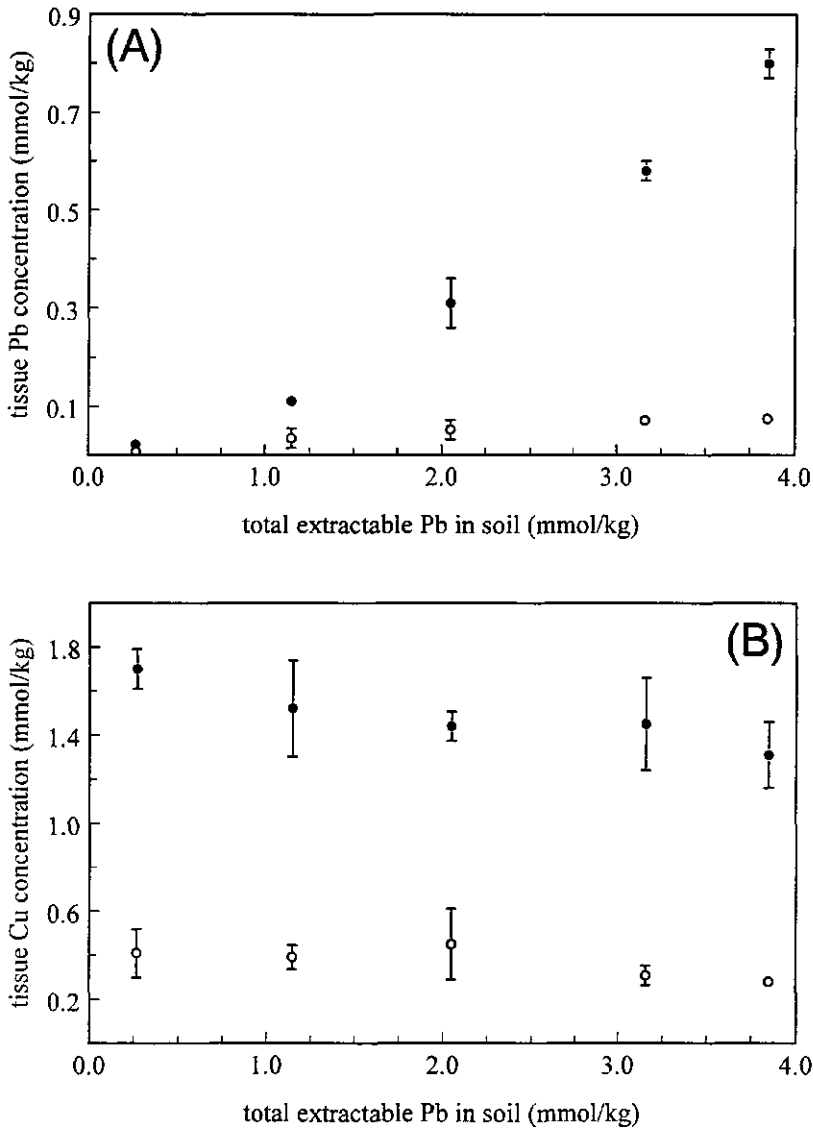 (A)
tissue Pb concentration (mmol/kg)
0.9
0.7
0.5
0.3
0.1
0.0 1.0 2.0 3.0 4.0
total extractable Pb in soil (mmol/kg)
(B)
tissue Cu concentration (mmol/kg)
1.8
1.4
1.0
0.6
0.2
0.0 1.0 2.0 3.0 4.0
total extractable Pb in soil (mmol/kg)